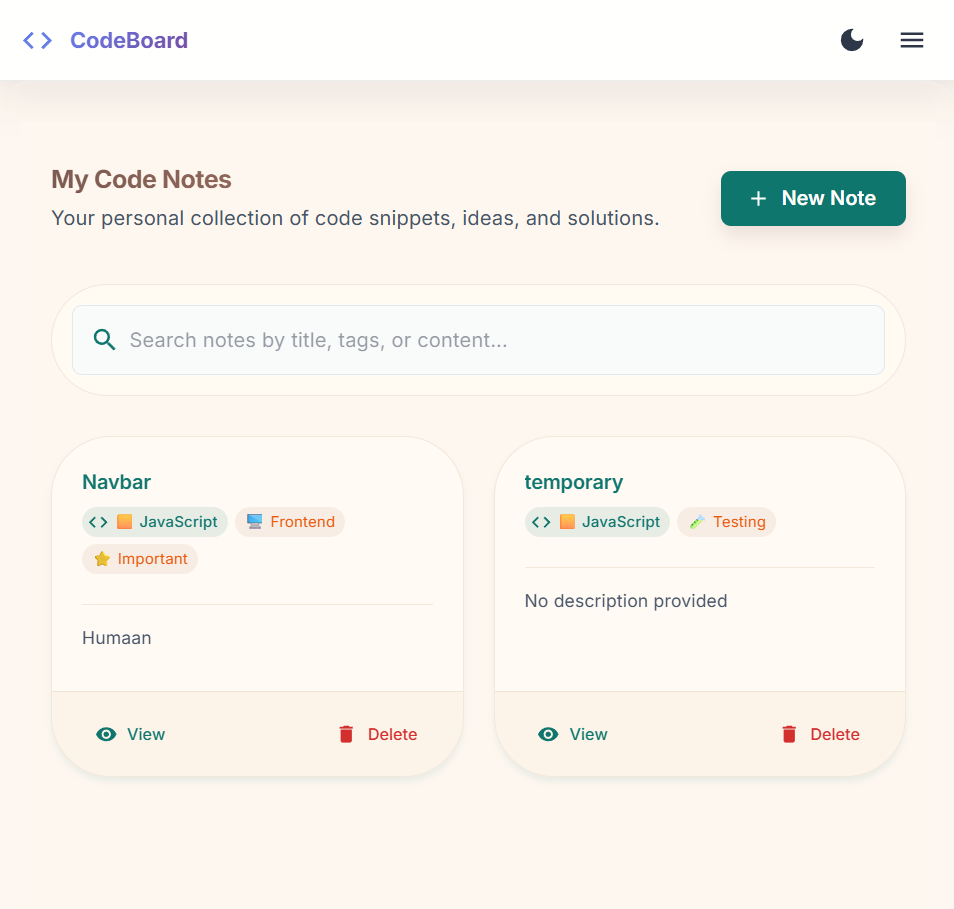 CodeBoard
My Code Notes
Your personal collection of code snippets, ideas, and solutions.
New Note
Search notes by title, tags, or content...
Navbar
JavaScript Frontend
Important
Humaan
View Delete
temporary
JavaScript Testing
No description provided
View Delete